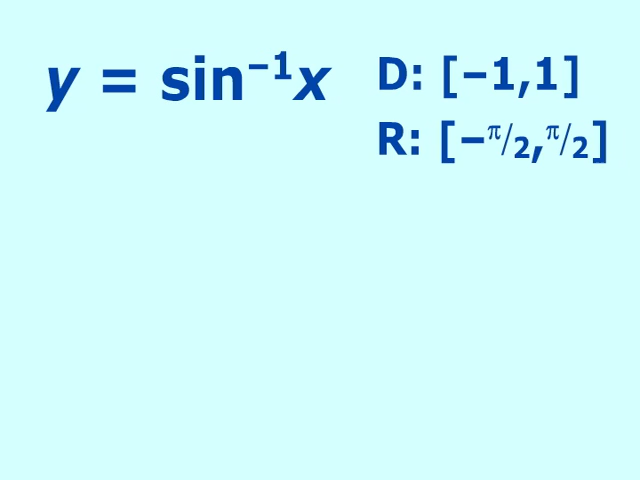 y = sin⁻¹x
D: [−1,1]
R: [−π/2,π/2]